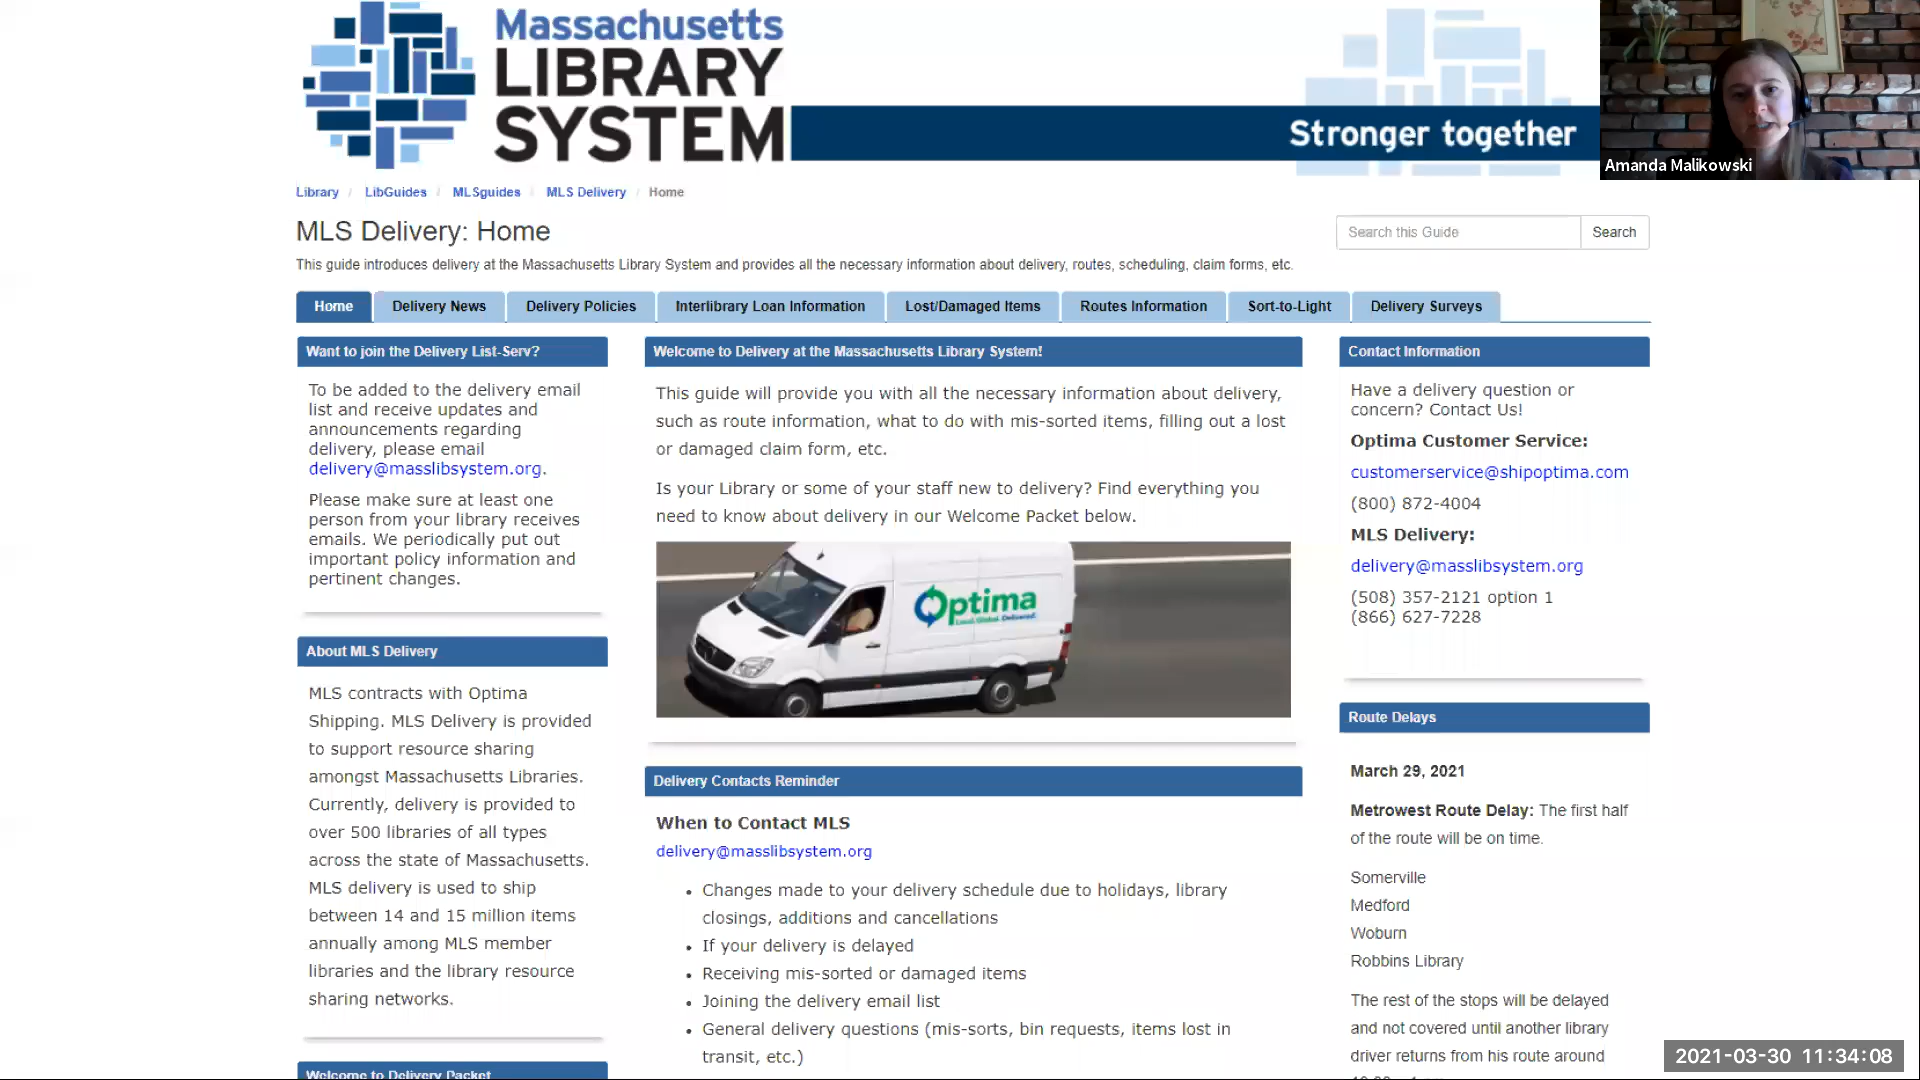 Massachusetts
LIBRARY
SYSTEM
Stronger together
Amanda Malikowski
Library / LibGuides / MLSguides / MLS Delivery / Home
MLS Delivery: Home
Search this Guide
Search
This guide introduces delivery at the Massachusetts Library System and provides all the necessary information about delivery, routes, scheduling, claim forms, etc.
Home
Delivery News
Delivery Policies
Interlibrary Loan Information
Lost/Damaged Items
Routes Information
Sort-to-Light
Delivery Surveys
Want to join the Delivery List-Serv?
To be added to the delivery email
list and receive updates and
announcements regarding
delivery, please email
delivery@masslibsystem.org.
Please make sure at least one
person from your library receives
emails. We periodically put out
important policy information and
pertinent changes.
About MLS Delivery
MLS contracts with Optima
Shipping. MLS Delivery is provided
to support resource sharing
amongst Massachusetts Libraries.
Currently, delivery is provided to
over 500 libraries of all types
across the state of Massachusetts.
MLS delivery is used to ship
between 14 and 15 million items
annually among MLS member
libraries and the library resource
sharing networks.
Welcome to Delivery Packet
Welcome to Delivery at the Massachusetts Library System!
This guide will provide you with all the necessary information about delivery,
such as route information, what to do with mis-sorted items, filling out a lost
or damaged claim form, etc.
Is your Library or some of your staff new to delivery? Find everything you
need to know about delivery in our Welcome Packet below.
Optima
Local. Global. Delivered.
Delivery Contacts Reminder
When to Contact MLS
delivery@masslibsystem.org
• Changes made to your delivery schedule due to holidays, library
closings, additions and cancellations
• If your delivery is delayed
• Receiving mis-sorted or damaged items
• Joining the delivery email list
• General delivery questions (mis-sorts, bin requests, items lost in
transit, etc.)
Contact Information
Have a delivery question or
concern? Contact Us!
Optima Customer Service:
customerservice@shipoptima.com
(800) 872-4004
MLS Delivery:
delivery@masslibsystem.org
(508) 357-2121 option 1
(866) 627-7228
Route Delays
March 29, 2021
Metrowest Route Delay: The first half
of the route will be on time.
Somerville
Medford
Woburn
Robbins Library
The rest of the stops will be delayed
and not covered until another library
driver returns from his route around
2021-03-30 11:34:08